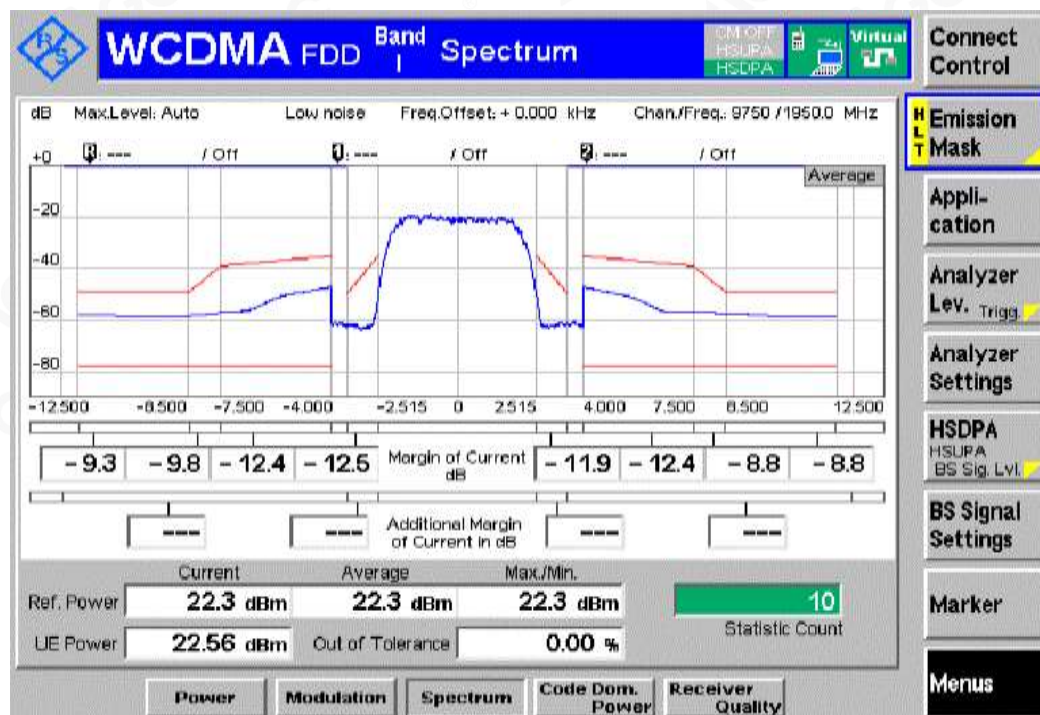 R/S
WCDMA FDD Band I Spectrum
CM OFF
HSUPA
HSDPA
Virtual
Connect Control
dB Max.Level: Auto Low noise Freq.Offset: + 0.000 kHz Chan./Freq.: 9750 / 1950.0 MHz
HLT
Emission Mask
R: --- / Off 1: --- / Off 2: --- / Off
Average
+0
-20
-40
-60
-80
-12.500 -8.500 -7.500 -4.000 -2.515 0 2.515 4.000 7.500 8.500 12.500
Appli-
cation
Analyzer
Lev. Trigg.
Analyzer
Settings
- 9.3 - 9.8 - 12.4 - 12.5 Margin of Current dB - 11.9 - 12.4 - 8.8 - 8.8
HSDPA
HSUPA
BS Sig. Lvl.
--- --- Additional Margin of Current in dB --- ---
BS Signal
Settings
Current Average Max./Min.
Ref. Power 22.3 dBm 22.3 dBm 22.3 dBm 10
Statistic Count
UE Power 22.56 dBm Out of Tolerance 0.00 %
Marker
Power Modulation Spectrum Code Dom. Power Receiver Quality
Menus